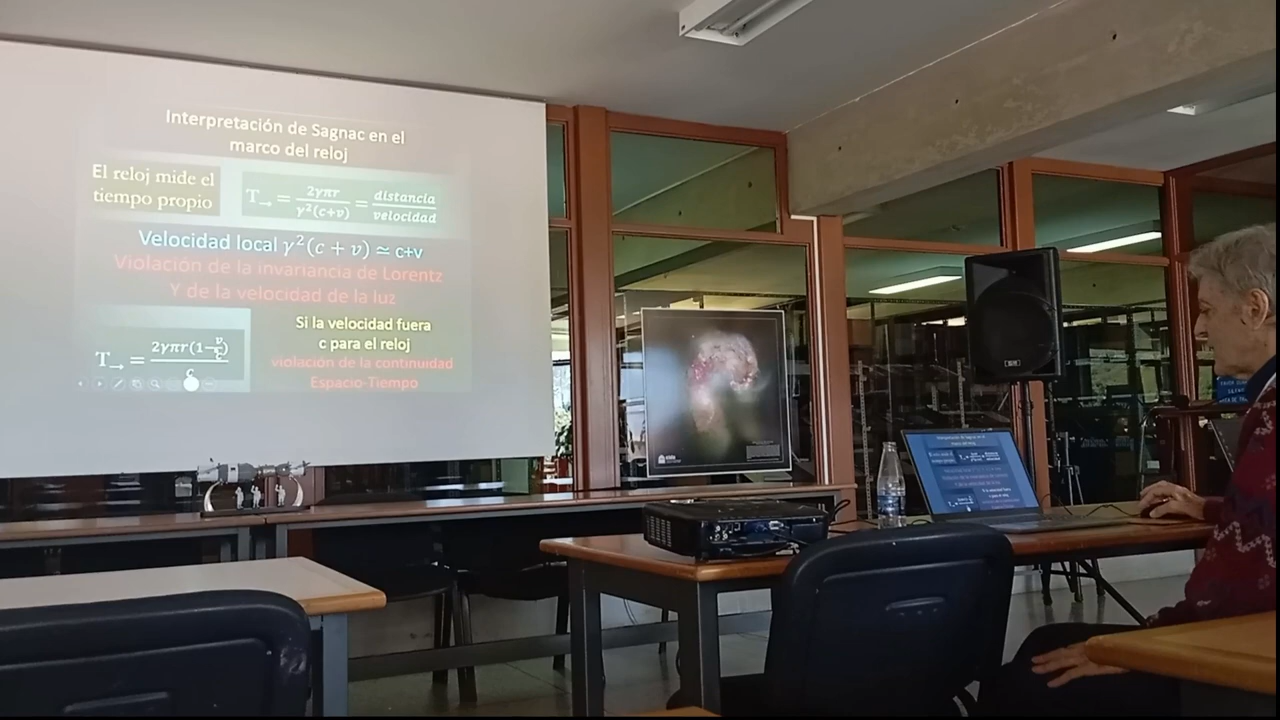 Interpretación de Sagnac en el
marco del reloj
El reloj mide el
tiempo propio
T→ = 2γπr / γ²(c+v) = distancia / velocidad
Velocidad local γ²(c + v) ≃ c+v
Violación de la invariancia de Lorentz
Y de la velocidad de la luz
T→ = 2γπr(1−v/c) / c
Si la velocidad fuera
c para el reloj
violación de la continuidad
Espacio-Tiempo